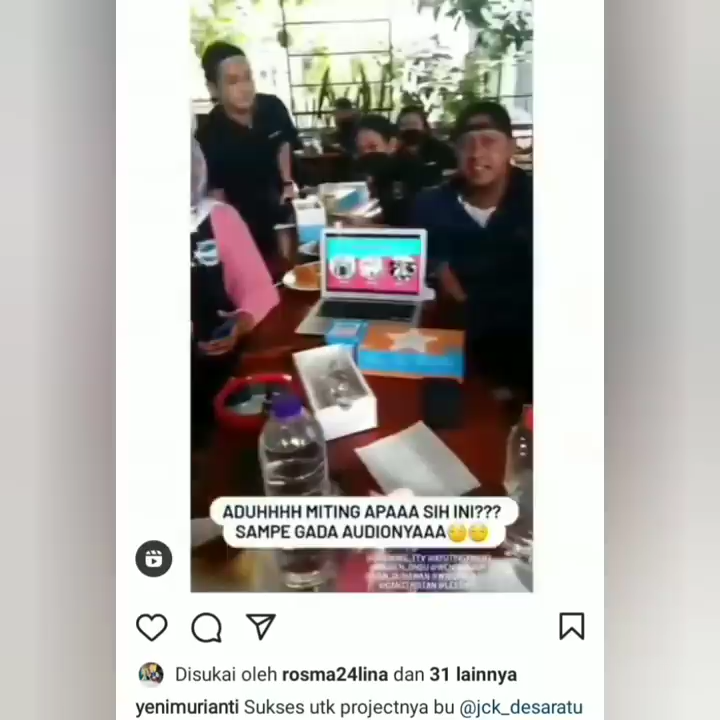 ADUHHHH MITING APAAA SIH INI???
SAMPE GADA AUDIONYAAA😌😌
Disukai oleh rosma24lina dan 31 lainnya
yenimurianti Sukses utk projectnya bu @jck_desaratu